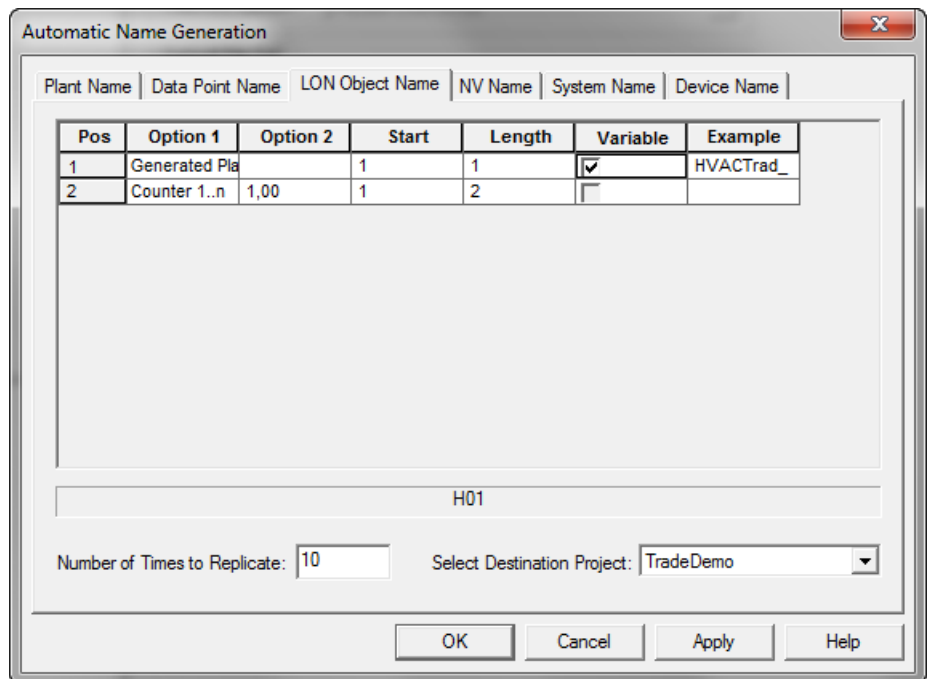 Automatic Name Generation
Plant Name Data Point Name LON Object Name NV Name System Name Device Name
Pos Option 1 Option 2 Start Length Variable Example
1 Generated Pla 1 1 HVACTrad_
2 Counter 1..n 1,00 1 2
H01
Number of Times to Replicate: 10 Select Destination Project: TradeDemo
OK Cancel Apply Help